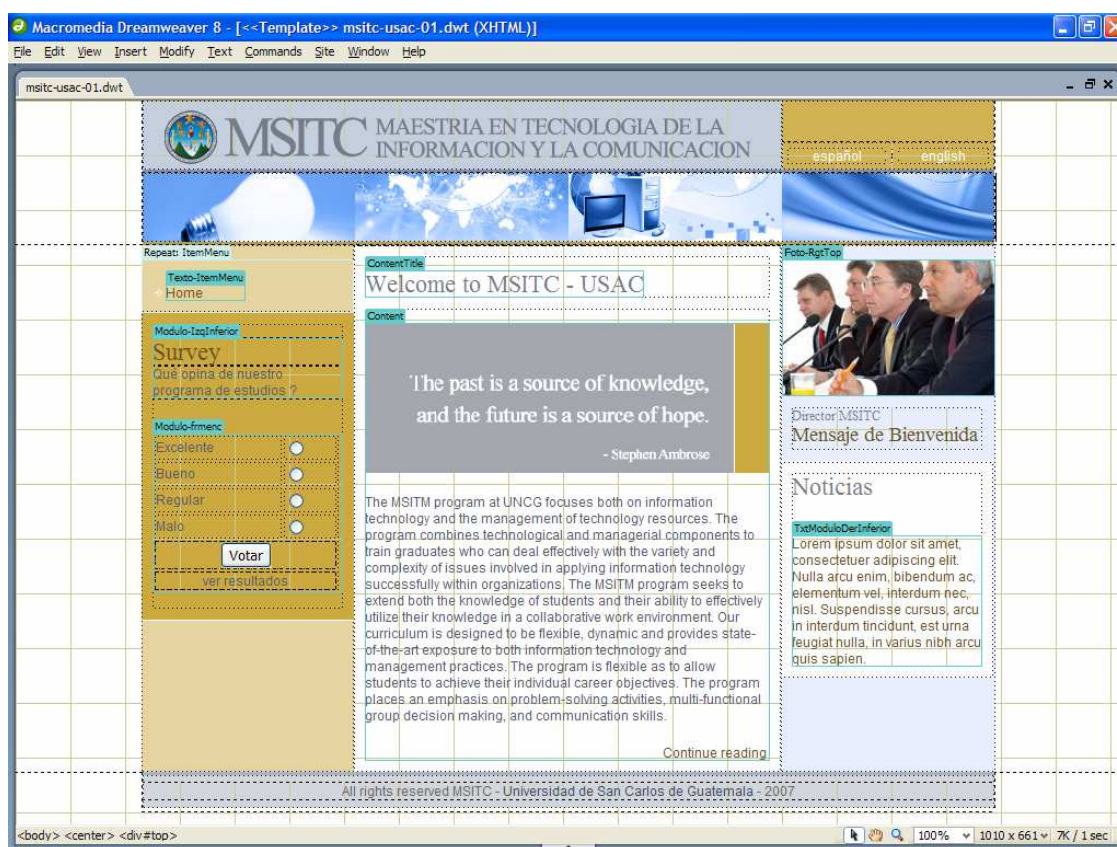 Macromedia Dreamweaver 8 - [<<Template>> msitc-usac-01.dwt (XHTML)]
File Edit View Insert Modify Text Commands Site Window Help
msitc-usac-01.dwt
MSITC
MAESTRIA EN TECNOLOGIA DE LA
INFORMACION Y LA COMUNICACION
español : english
Repeat: ItemMenu
Texto-ItemMenu
Home
Modulo-IzqInferior
Survey
Qué opina de nuestro
programa de estudios ?
Modulo-frmenc
Excelente
Bueno
Regular
Malo
Votar
ver resultados
ContentTitle
Welcome to MSITC - USAC
Content
The past is a source of knowledge,
and the future is a source of hope.
- Stephen Ambrose
The MSITM program at UNCG focuses both on information
technology and the management of technology resources. The
program combines technological and managerial components to
train graduates who can deal effectively with the variety and
complexity of issues involved in applying information technology
successfully within organizations. The MSITM program seeks to
extend both the knowledge of students and their ability to effectively
utilize their knowledge in a collaborative work environment. Our
curriculum is designed to be flexible, dynamic and provides state-
of-the-art exposure to both information technology and
management practices. The program is flexible as to allow
students to achieve their individual career objectives. The program
places an emphasis on problem-solving activities, multi-functional
group decision making, and communication skills.
Continue reading
Foto-RgtTop
Director MSITC
Mensaje de Bienvenida
Noticias
TxtModuloDerInferior
Lorem ipsum dolor sit amet,
consectetuer adipiscing elit.
Nulla arcu enim, bibendum ac,
elementum vel, interdum nec,
nisl. Suspendisse cursus, arcu
in interdum tincidunt, est urna
feugiat nulla, in varius nibh arcu
quis sapien.
All rights reserved MSITC - Universidad de San Carlos de Guatemala - 2007
<body> <center> <div#top>
100% 1010 x 661 7K / 1 sec